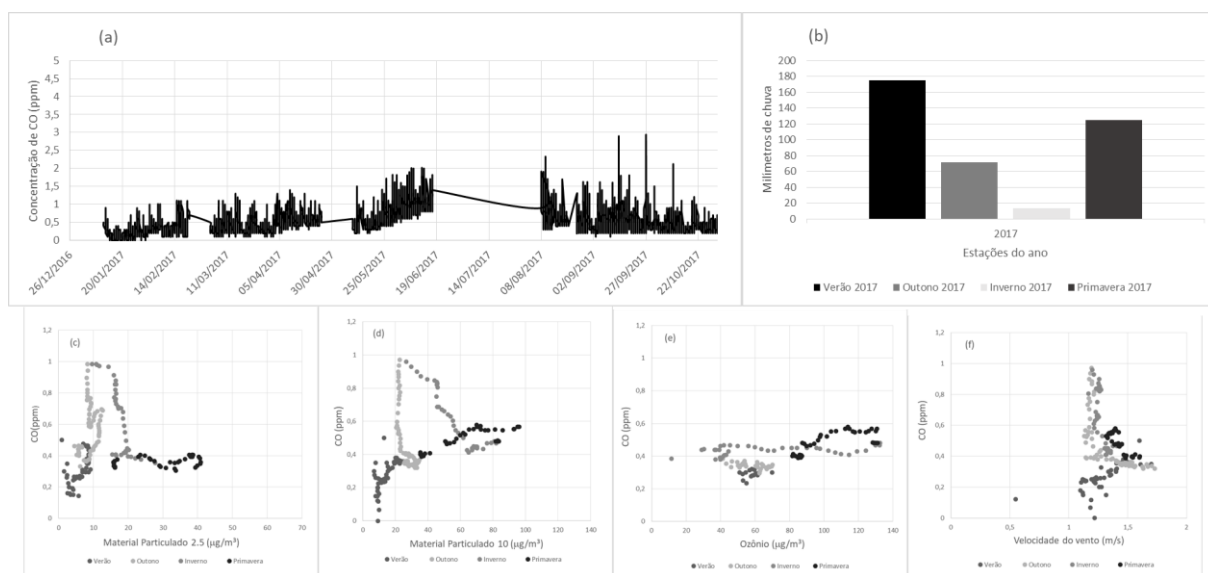 (a)
Concentração de CO (ppm)
5
4,5
4
3,5
3
2,5
2
1,5
1
0,5
0
26/12/2016
20/01/2017
14/02/2017
11/03/2017
05/04/2017
30/04/2017
25/05/2017
19/06/2017
14/07/2017
08/08/2017
02/09/2017
27/09/2017
22/10/2017
(b)
Milimetros de chuva
200
180
160
140
120
100
80
60
40
20
0
2017
Estações do ano
Verão 2017 Outono 2017 Inverno 2017 Primavera 2017
(c)
CO(ppm)
1,2
1
0,8
0,6
0,4
0,2
0
0 10 20 30 40 50 60 70
Material Particulado 2.5 (µg/m³)
Verão Outono Inverno Primavera
(d)
CO (ppm)
1,2
1
0,8
0,6
0,4
0,2
0
0 20 40 60 80 100 120 140
Material Particulado 10 (µg/m³)
Verão Outono Inverno Primavera
(e)
CO (ppm)
1,2
1
0,8
0,6
0,4
0,2
0
0 20 40 60 80 100 120 140
Ozônio (µg/m³)
Verão Outono Inverno Primavera
(f)
CO (ppm)
1,2
1
0,8
0,6
0,4
0,2
0
0 0,5 1 1,5 2
Velocidade do vento (m/s)
Verão Outono Inverno Primavera